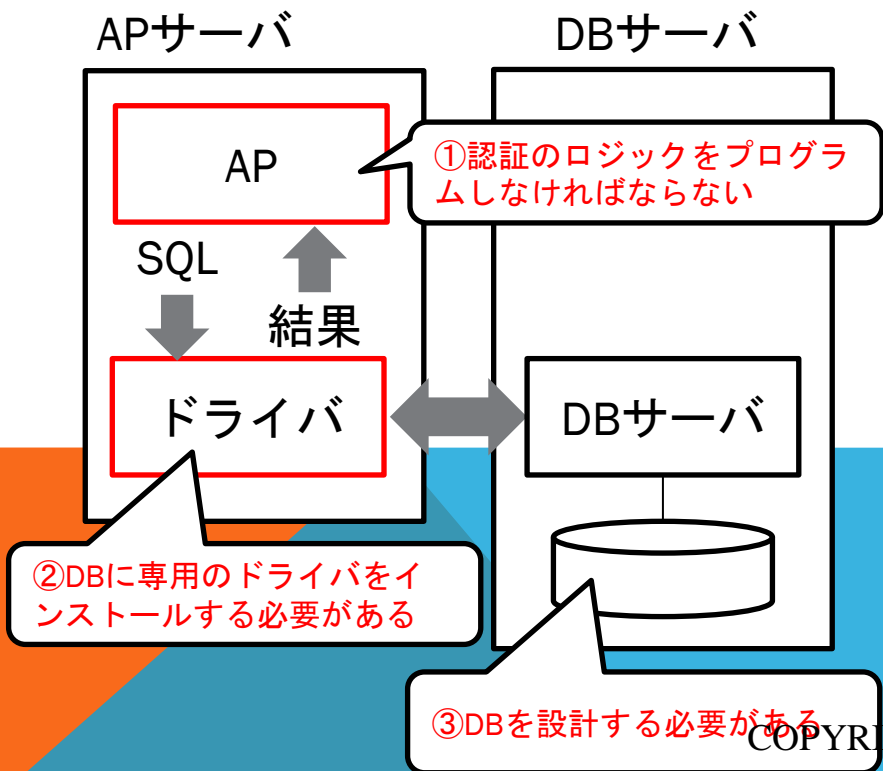 APサーバ
DBサーバ
AP
①認証のロジックをプログラ
ムしなければならない
SQL
結果
ドライバ
DBサーバ
②DBに専用のドライバをイ
ンストールする必要がある
③DBを設計する必要がある
COPYRI